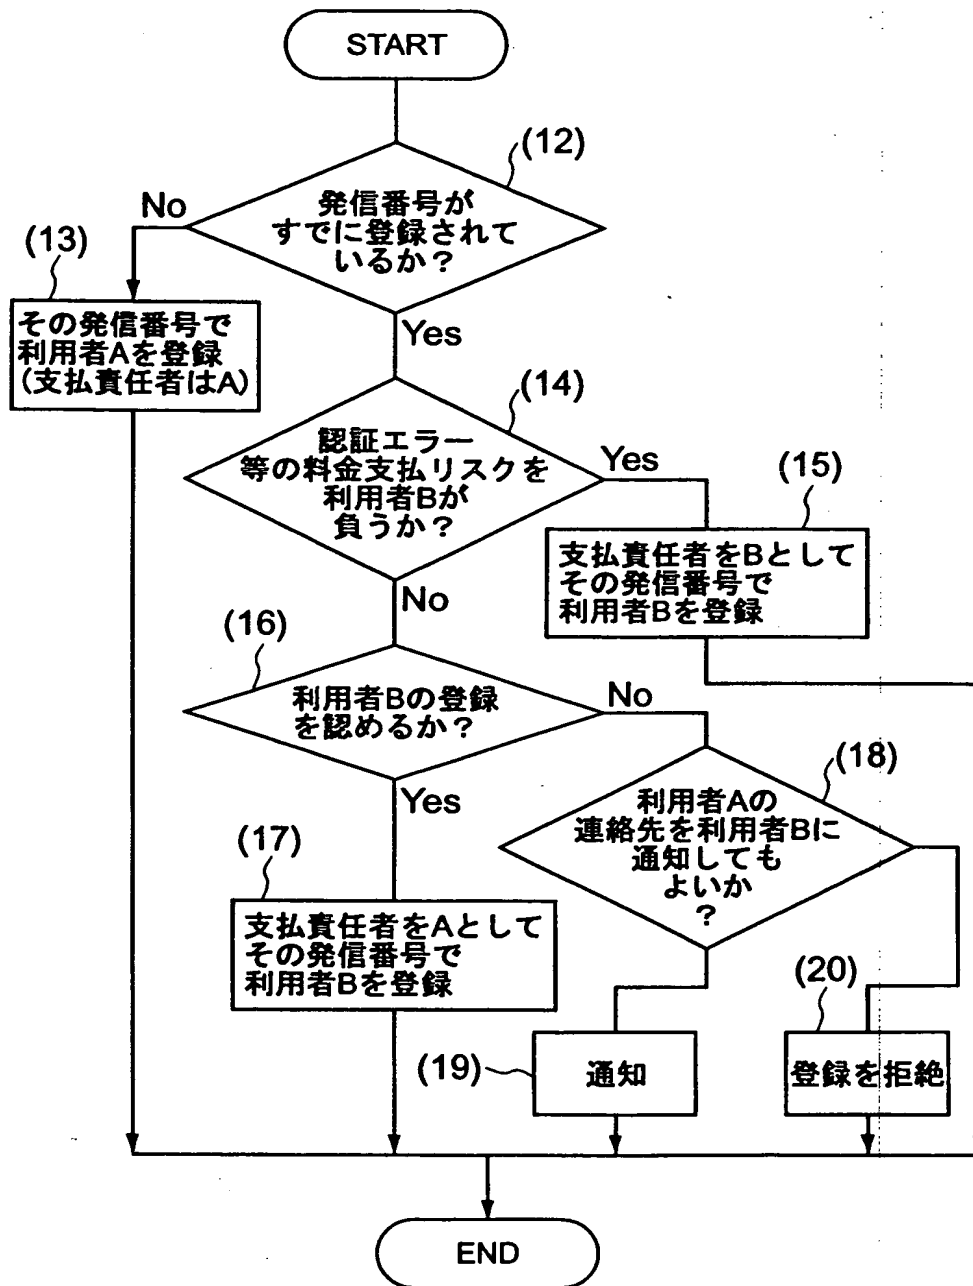 START
(12)
発信番号が
すでに登録されて
いるか？
No
(13)
その発信番号で
利用者Aを登録
(支払責任者はA)
Yes
(14)
認証エラー
等の料金支払リスクを
利用者Bが
負うか？
Yes
(15)
支払責任者をBとして
その発信番号で
利用者Bを登録
No
(16)
利用者Bの登録
を認めるか？
No
(18)
利用者Aの
連絡先を利用者Bに
通知しても
よいか
？
Yes
(17)
支払責任者をAとして
その発信番号で
利用者Bを登録
(19)
通知
(20)
登録を拒絶
END